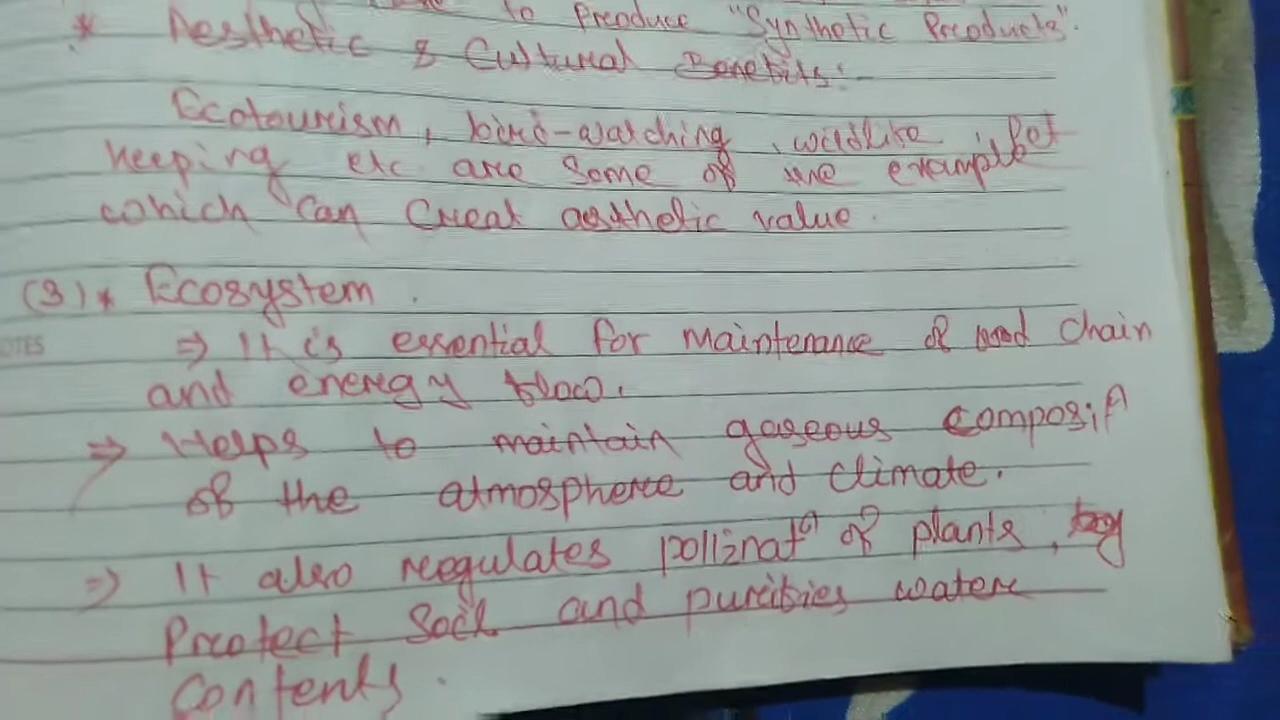 to Produce "Synthetic Products".
* Aesthetic & Cultural Benefits:-
Ecotourism, bird-watching, wildlife, Pet
keeping etc are some of the example
which can Creat aesthetic value.
(3)* Ecosystem.
⇒ It is essential for maintenance of food Chain
and energy flow.
⇒ Helps to maintain gaseous composiṯⁿ
of the atmosphere and climate.
⇒ It also regulates pollinatⁿ of plants,
Protect Soil and purifies water
Contents.
OTES